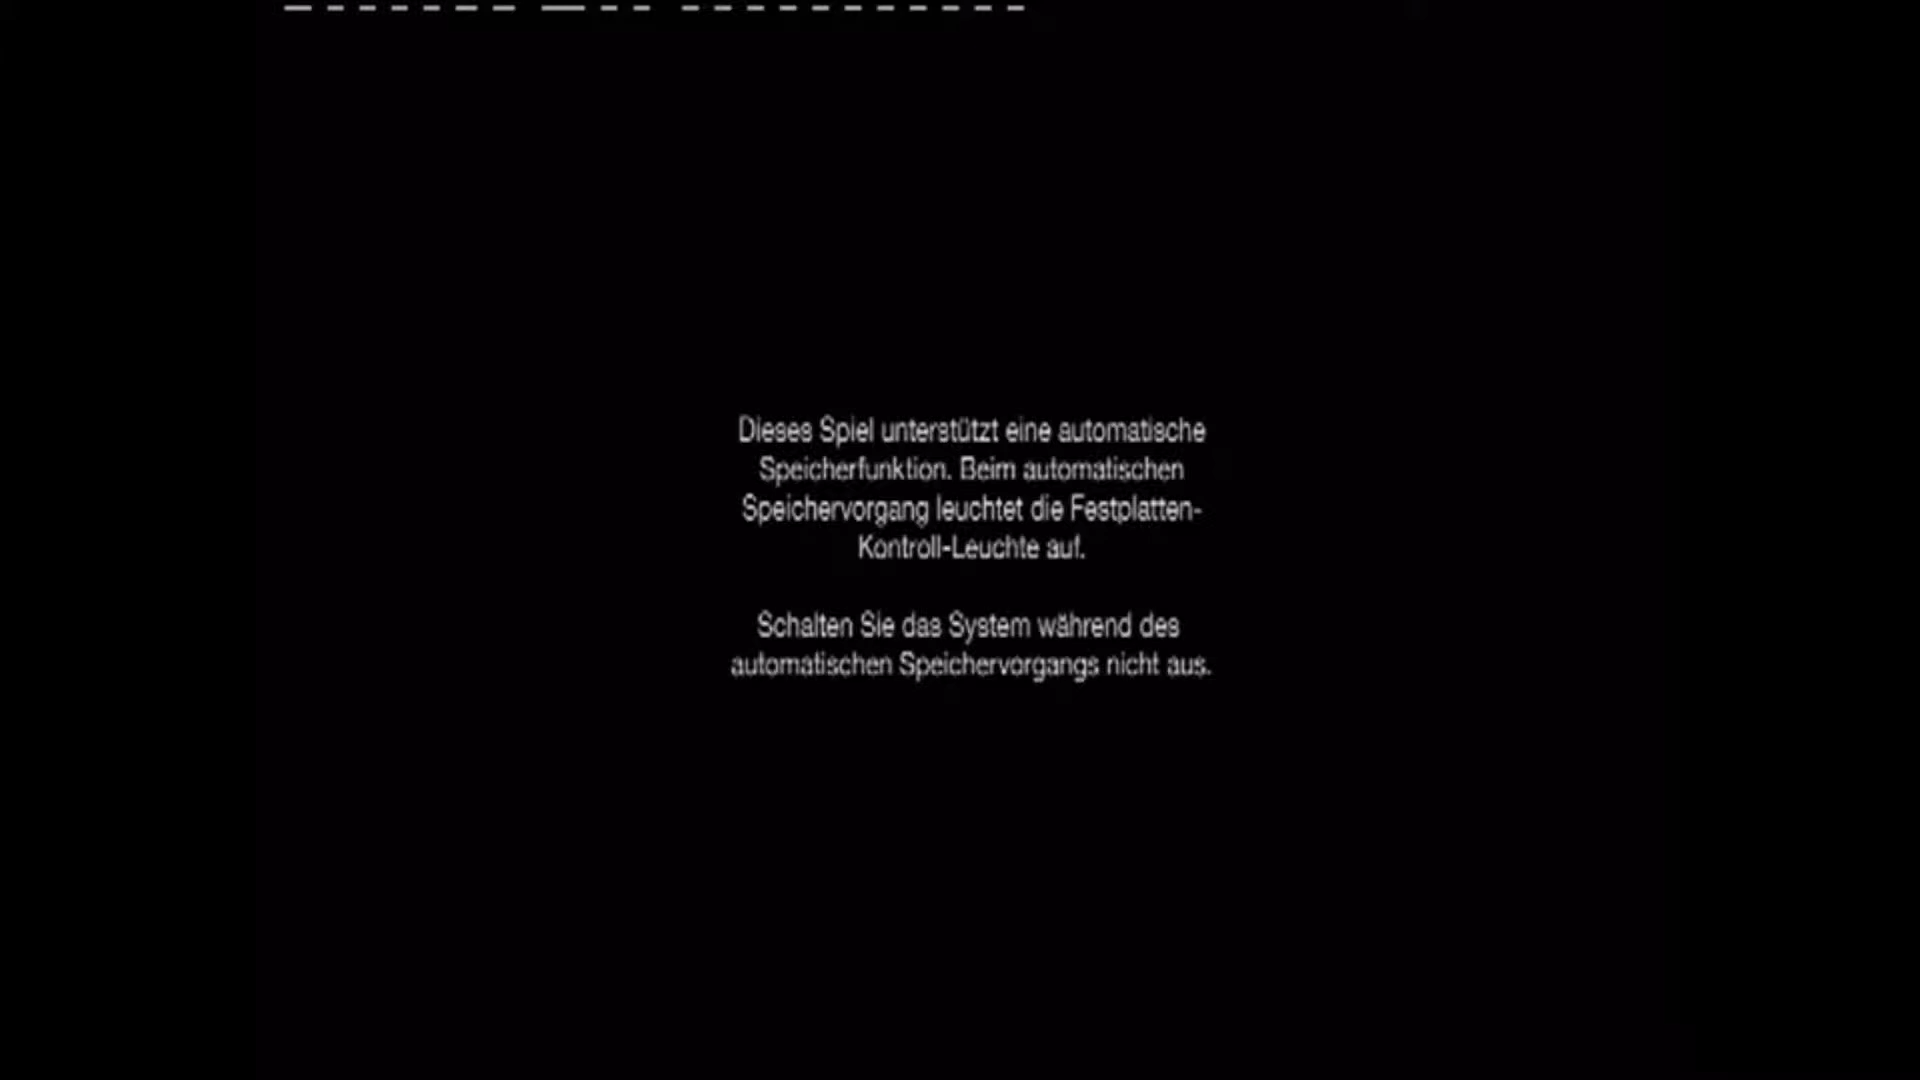 Dieses Spiel unterstützt eine automatische
Speicherfunktion. Beim automatischen
Speichervorgang leuchtet die Festplatten-
Kontroll-Leuchte auf.
Schalten Sie das System während des
automatischen Speichervorgangs nicht aus.